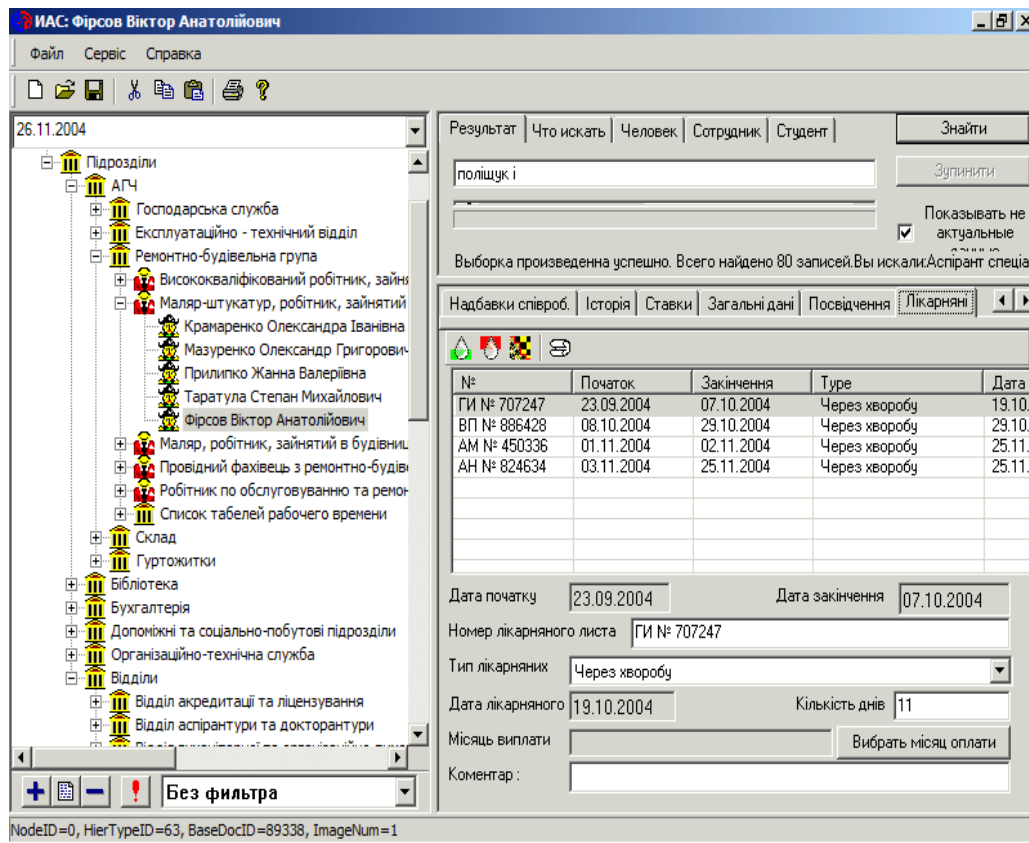 ИАС: Фірсов Віктор Анатолійович
Файл Сервіс Справка
26.11.2004
Підрозділи
АГЧ
Господарська служба
Експлуатаційно - технічний відділ
Ремонтно-будівельна група
Висококваліфікований робітник, зайня
Маляр-штукатур, робітник, зайнятий
Крамаренко Олександра Іванівна
Мазуренко Олександр Григорович
Прилипко Жанна Валеріївна
Таратула Степан Михайлович
Фірсов Віктор Анатолійович
Маляр, робітник, зайнятий в будівниц
Провідний фахівець з ремонтно-будіве
Робітник по обслуговуванню та ремон
Список табелей рабочего времени
Склад
Гуртожитки
Бібліотека
Бухгалтерія
Допоміжні та соціально-побутові підрозділи
Організаційно-технічна служба
Відділи
Відділ акредитації та ліцензування
Відділ аспірантури та докторантури
Без фильтра
Результат Что искать Человек Сотрудник Студент
Знайти
поліщук і
Зупинити
Показывать не
актуальные
Выборка произведенна успешно. Всего найдено 80 записей.Вы искали:Аспірант специа
Надбавки співроб. Історія Ставки Загальні дані Посвідчення Лікарняні
№ Початок Закінчення Type Дата
ГИ № 707247 23.09.2004 07.10.2004 Через хворобу 19.10.
ВП № 886428 08.10.2004 29.10.2004 Через хворобу 29.10.
АМ № 450336 01.11.2004 02.11.2004 Через хворобу 25.11.
АН № 824634 03.11.2004 25.11.2004 Через хворобу 25.11.
Дата початку 23.09.2004 Дата закінчення 07.10.2004
Номер лікарняного листа ГИ № 707247
Тип лікарняних Через хворобу
Дата лікарняного 19.10.2004 Кількість днів 11
Місяць виплати Вибрать місяц оплати
Коментар :
NodeID=0, HierTypeID=63, BaseDocID=89338, ImageNum=1